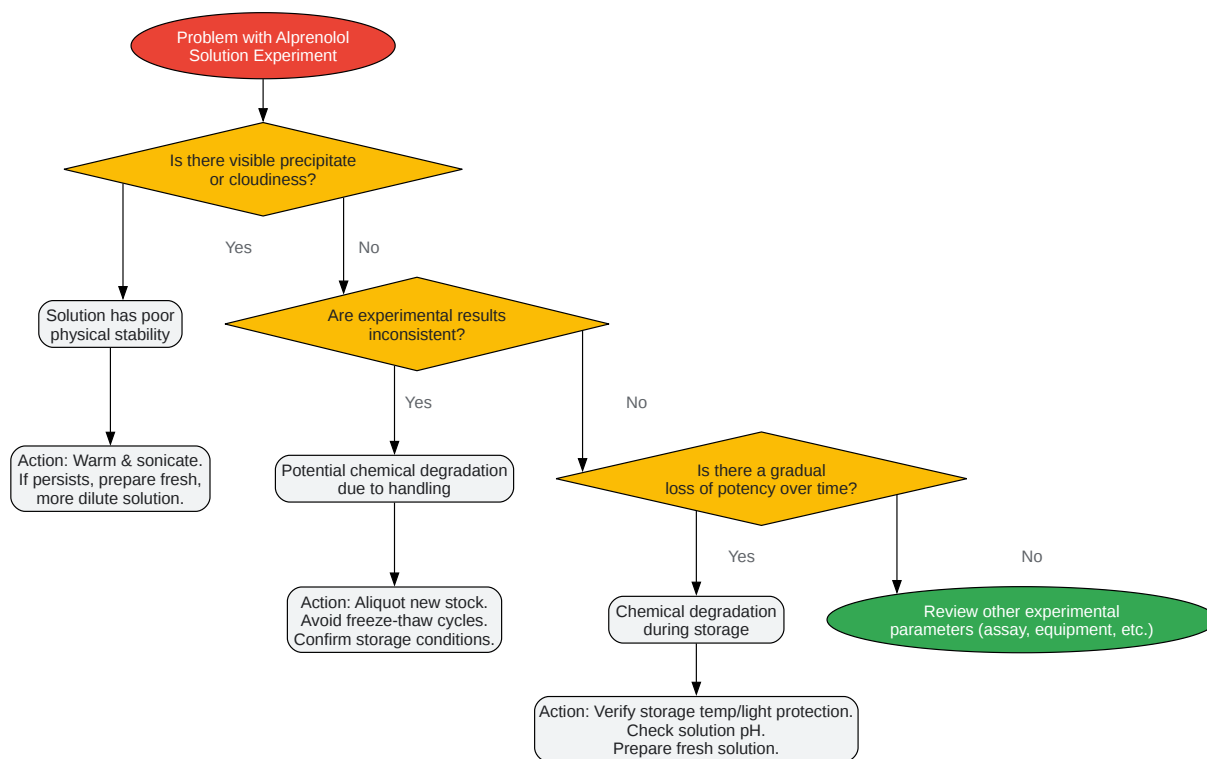 Problem with Alprenolol
Solution Experiment
Is there visible precipitate
or cloudiness?
Yes
No
Solution has poor
physical stability
Are experimental results
inconsistent?
Action: Warm & sonicate.
If persists, prepare fresh,
more dilute solution.
Yes
No
Potential chemical degradation
due to handling
Is there a gradual
loss of potency over time?
Action: Aliquot new stock.
Avoid freeze-thaw cycles.
Confirm storage conditions.
Yes
No
Chemical degradation
during storage
Review other experimental
parameters (assay, equipment, etc.)
Action: Verify storage temp/light protection.
Check solution pH.
Prepare fresh solution.